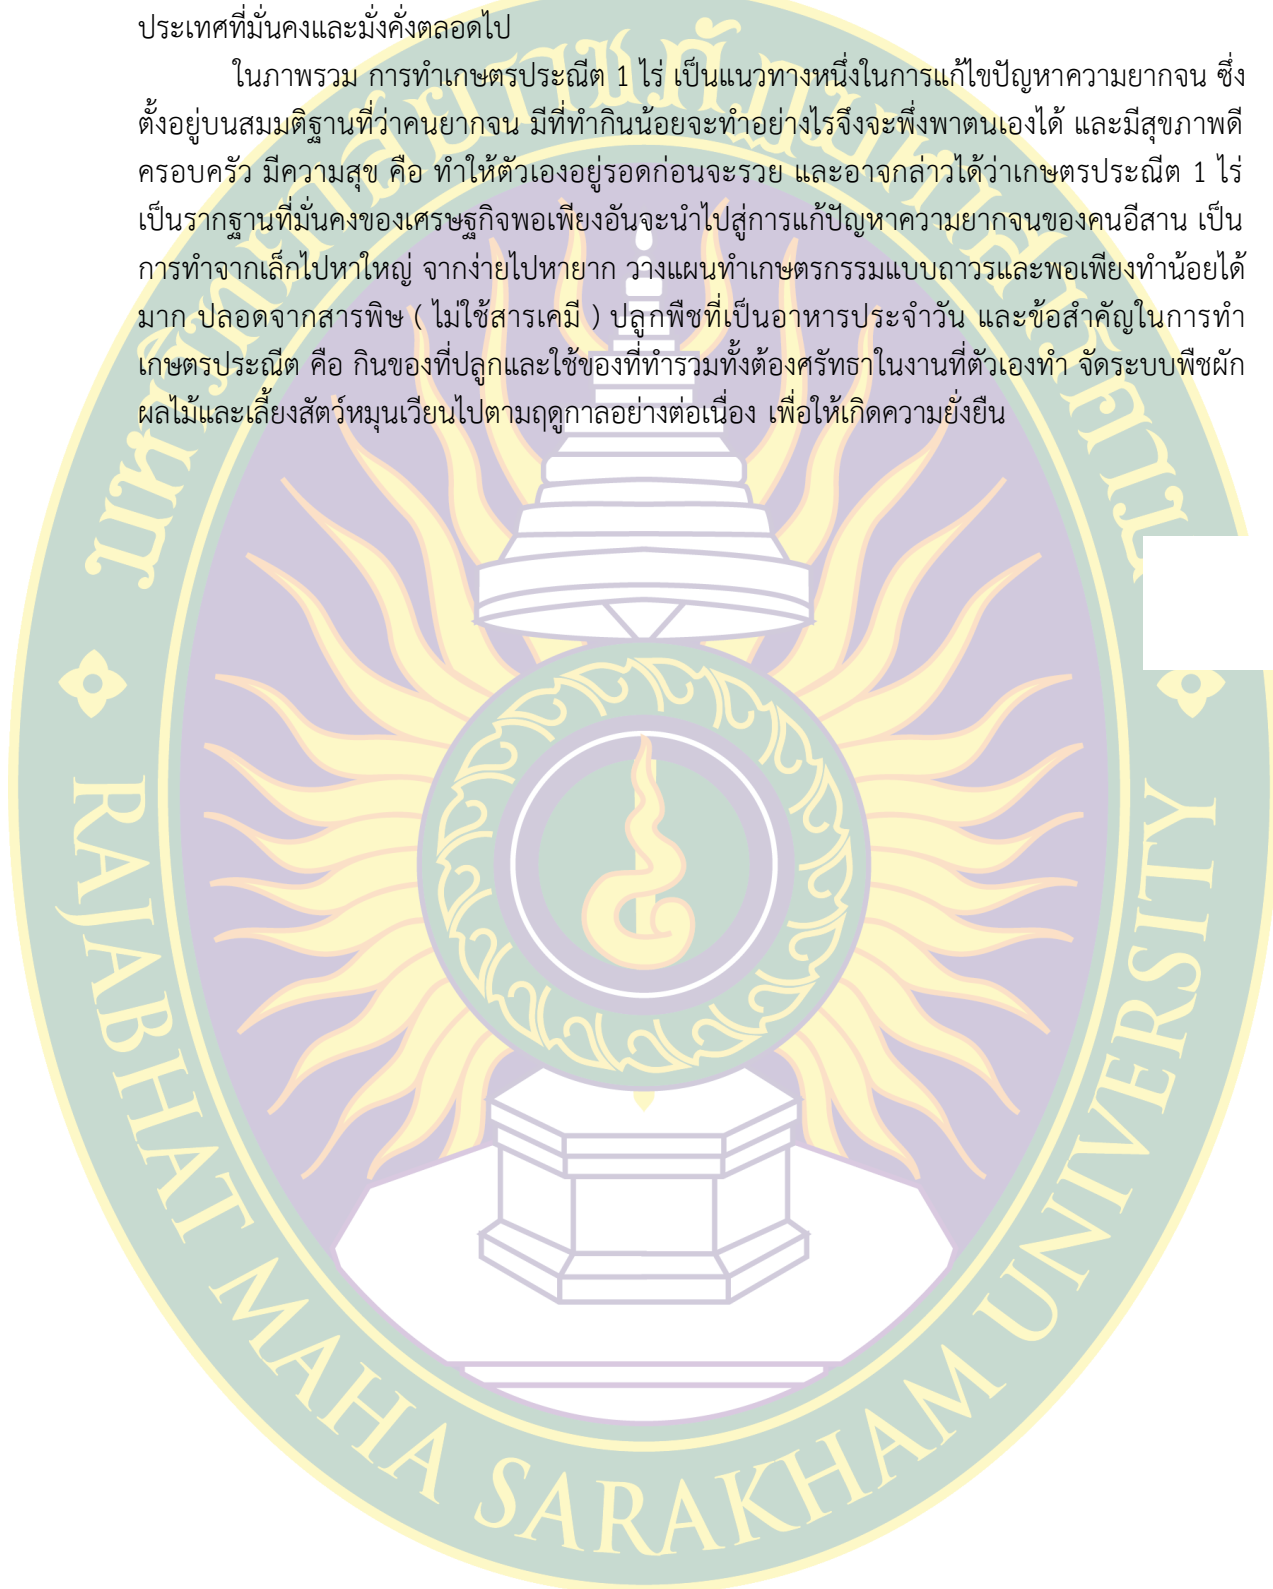 ประเทศที่มั่นคงและมั่งคั่งตลอดไป
ในภาพรวม การทำเกษตรประณีต 1 ไร่ เป็นแนวทางหนึ่งในการแก้ไขปัญหาความยากจน ซึ่ง
ตั้งอยู่บนสมมติฐานที่ว่าคนยากจน มีที่ทำกินน้อยจะทำอย่างไรจึงจะพึ่งพาตนเองได้ และมีสุขภาพดี
ครอบครัว มีความสุข คือ ทำให้ตัวเองอยู่รอดก่อนจะรวย และอาจกล่าวได้ว่าเกษตรประณีต 1 ไร่
เป็นรากฐานที่มั่นคงของเศรษฐกิจพอเพียงอันจะนำไปสู่การแก้ปัญหาความยากจนของคนอีสาน เป็น
การทำจากเล็กไปหาใหญ่ จากง่ายไปหายาก วางแผนทำเกษตรกรรมแบบถาวรและพอเพียงทำน้อยได้
มาก ปลอดจากสารพิษ ( ไม่ใช้สารเคมี ) ปลูกพืชที่เป็นอาหารประจำวัน และข้อสำคัญในการทำ
เกษตรประณีต คือ กินของที่ปลูกและใช้ของที่ทำรวมทั้งต้องศรัทธาในงานที่ตัวเองทำ จัดระบบพืชผัก
ผลไม้และเลี้ยงสัตว์หมุนเวียนไปตามฤดูกาลอย่างต่อเนื่อง เพื่อให้เกิดความยั่งยืน
มหาวิทยาลัยราชภัฏมหาสารคาม
RAJABHAT MAHA SARAKHAM UNIVERSITY